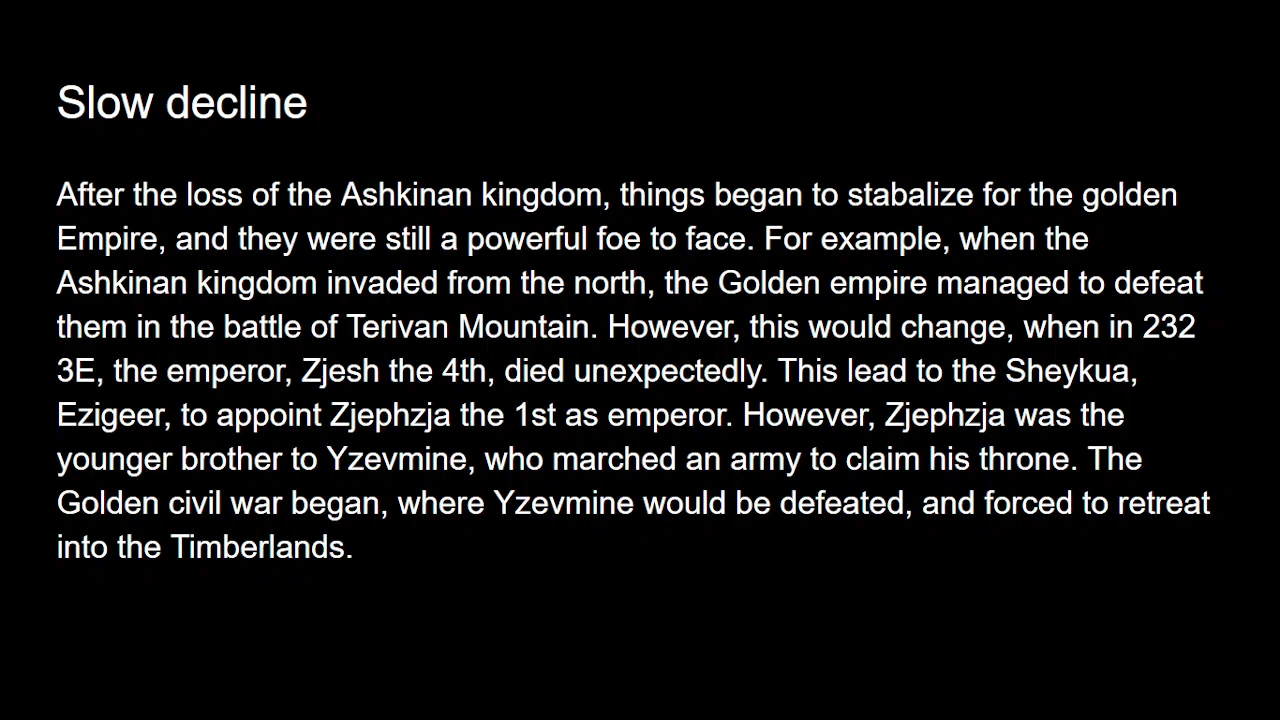 Slow decline
After the loss of the Ashkinan kingdom, things began to stabalize for the golden
Empire, and they were still a powerful foe to face. For example, when the
Ashkinan kingdom invaded from the north, the Golden empire managed to defeat
them in the battle of Terivan Mountain. However, this would change, when in 232
3E, the emperor, Zjesh the 4th, died unexpectedly. This lead to the Sheykua,
Ezigeer, to appoint Zjephzja the 1st as emperor. However, Zjephzja was the
younger brother to Yzevmine, who marched an army to claim his throne. The
Golden civil war began, where Yzevmine would be defeated, and forced to retreat
into the Timberlands.